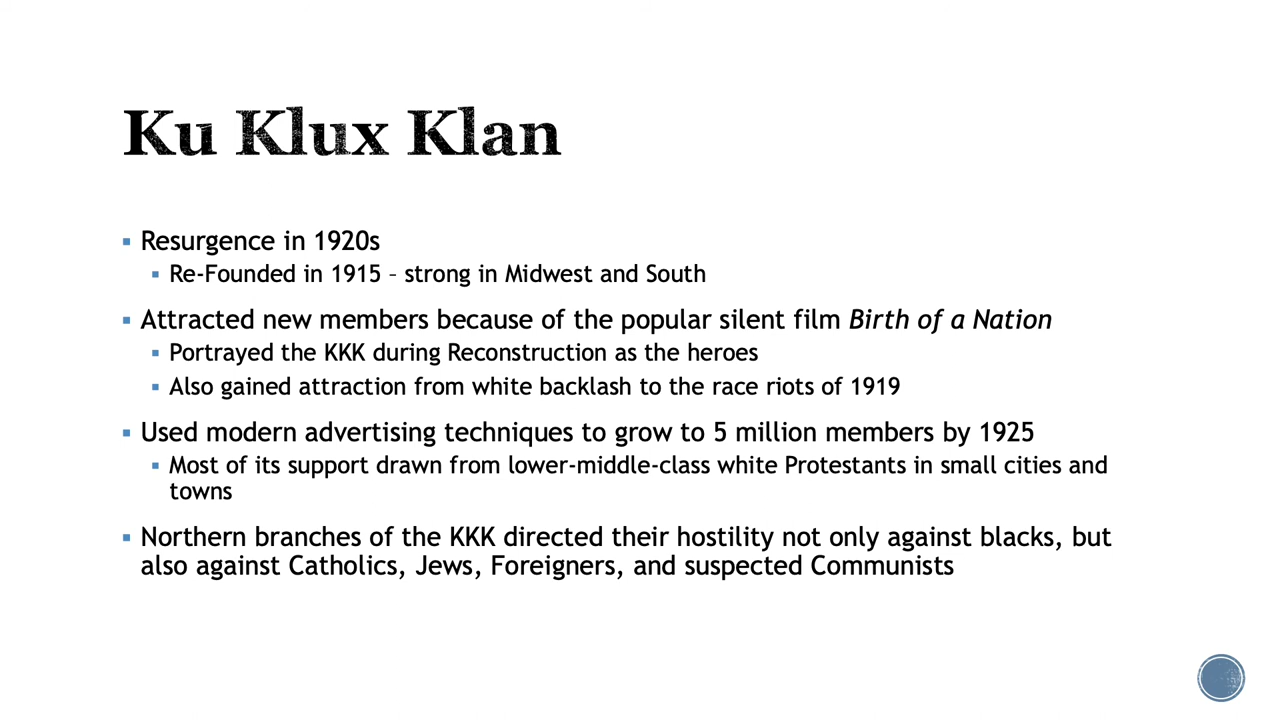 Ku Klux Klan
▪ Resurgence in 1920s
▪ Re-Founded in 1915 – strong in Midwest and South
▪ Attracted new members because of the popular silent film Birth of a Nation
▪ Portrayed the KKK during Reconstruction as the heroes
▪ Also gained attraction from white backlash to the race riots of 1919
▪ Used modern advertising techniques to grow to 5 million members by 1925
▪ Most of its support drawn from lower-middle-class white Protestants in small cities and
towns
▪ Northern branches of the KKK directed their hostility not only against blacks, but
also against Catholics, Jews, Foreigners, and suspected Communists